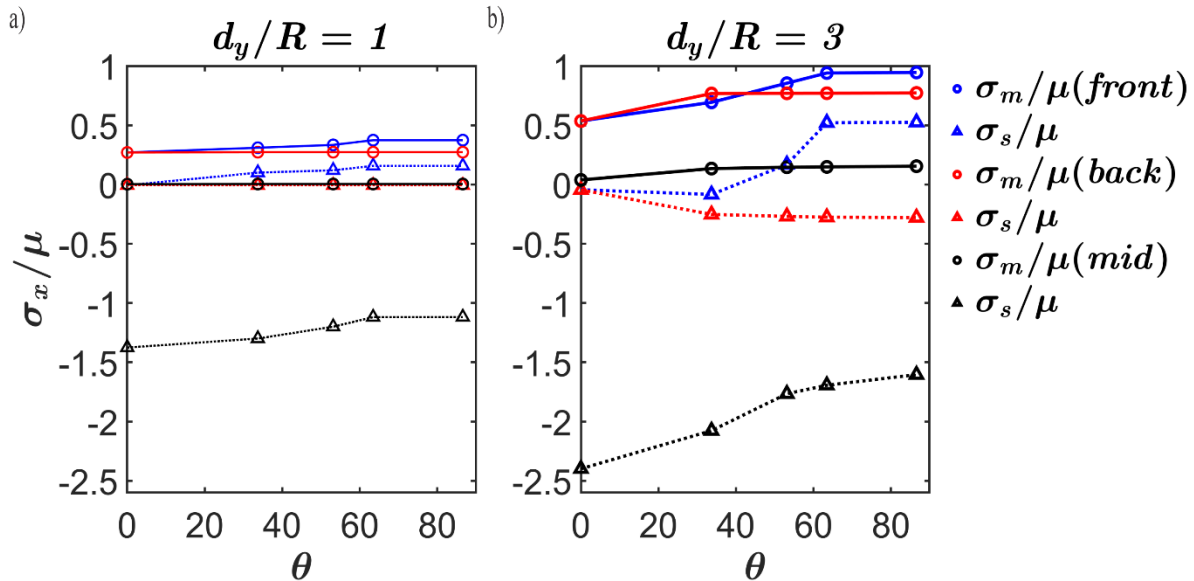 a)
d_y/R = 1
1
0.5
0
-0.5
-1
-1.5
-2
-2.5
0 20 40 60 80
θ
σ_x/μ
b)
d_y/R = 3
1
0.5
0
-0.5
-1
-1.5
-2
-2.5
0 20 40 60 80
θ
σ_m/μ(front)
σ_s/μ
σ_m/μ(back)
σ_s/μ
σ_m/μ(mid)
σ_s/μ